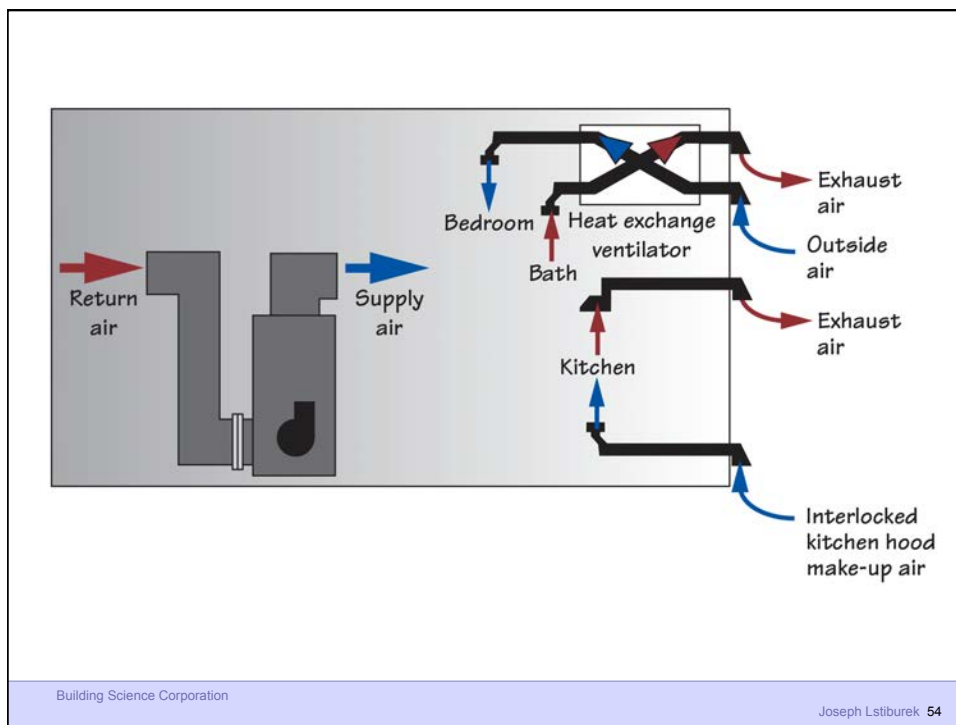 Bedroom
Heat exchange
ventilator
Bath
Exhaust
air
Outside
air
Return
air
Supply
air
Exhaust
air
Kitchen
Interlocked
kitchen hood
make-up air
Building Science Corporation
Joseph Lstiburek 54